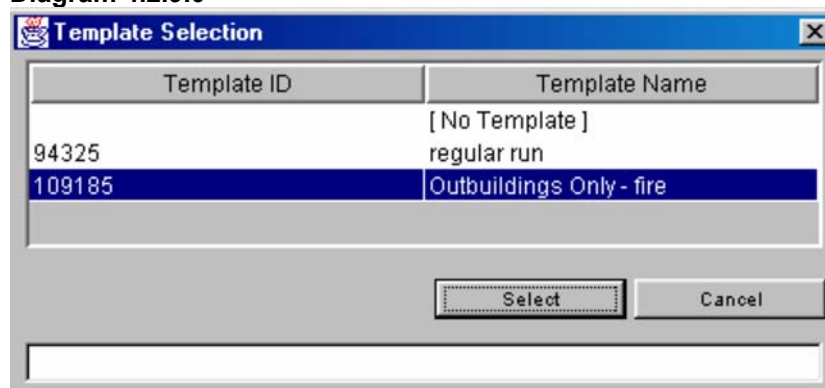 Template Selection
Template ID Template Name
[ No Template ]
94325 regular run
109185 Outbuildings Only - fire
Select Cancel